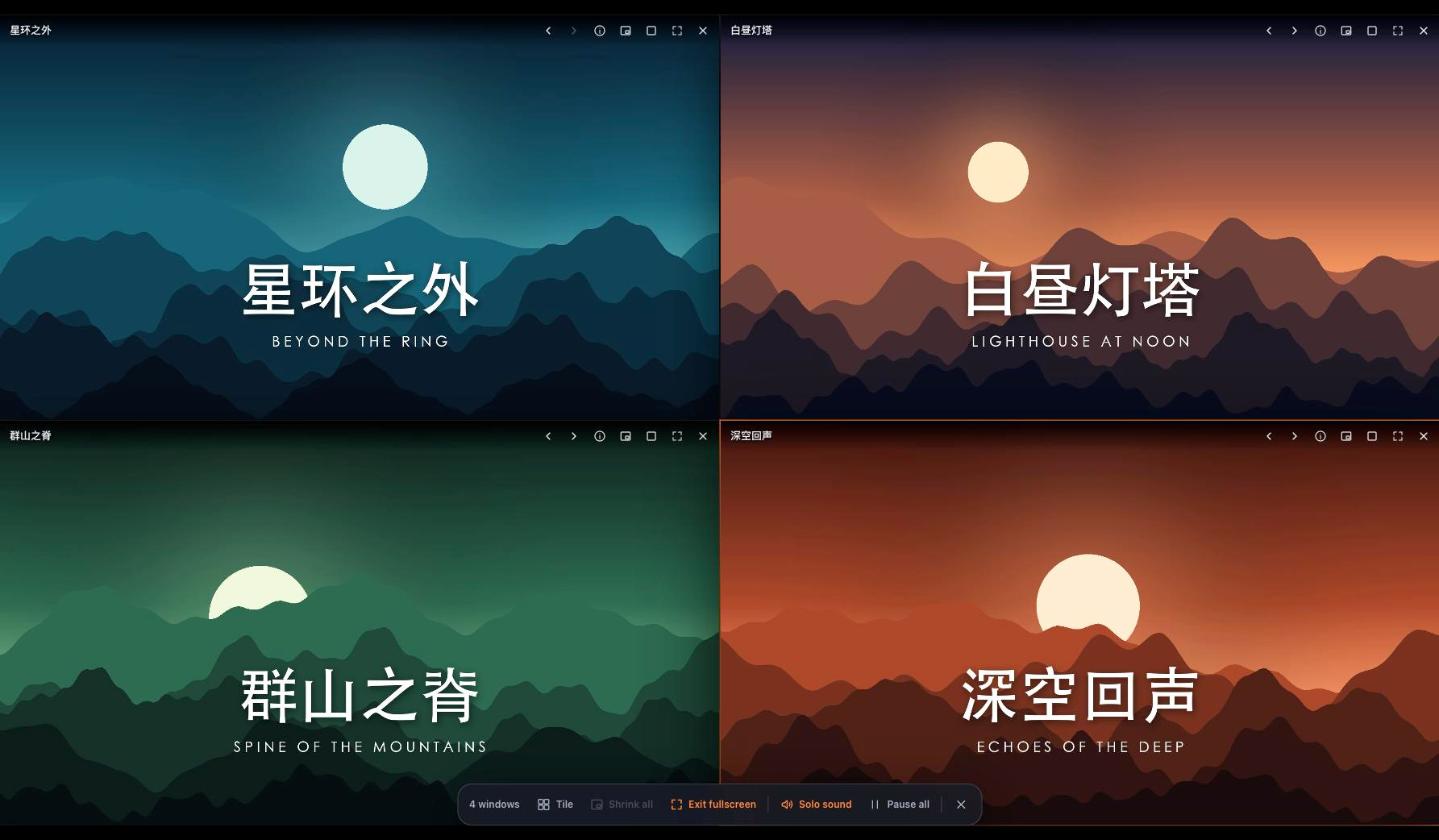 星环之外
星环之外
BEYOND THE RING
白昼灯塔
白昼灯塔
LIGHTHOUSE AT NOON
群山之脊
群山之脊
SPINE OF THE MOUNTAINS
深空回声
深空回声
ECHOES OF THE DEEP
4 windows Tile Shrink all Exit fullscreen Solo sound Pause all